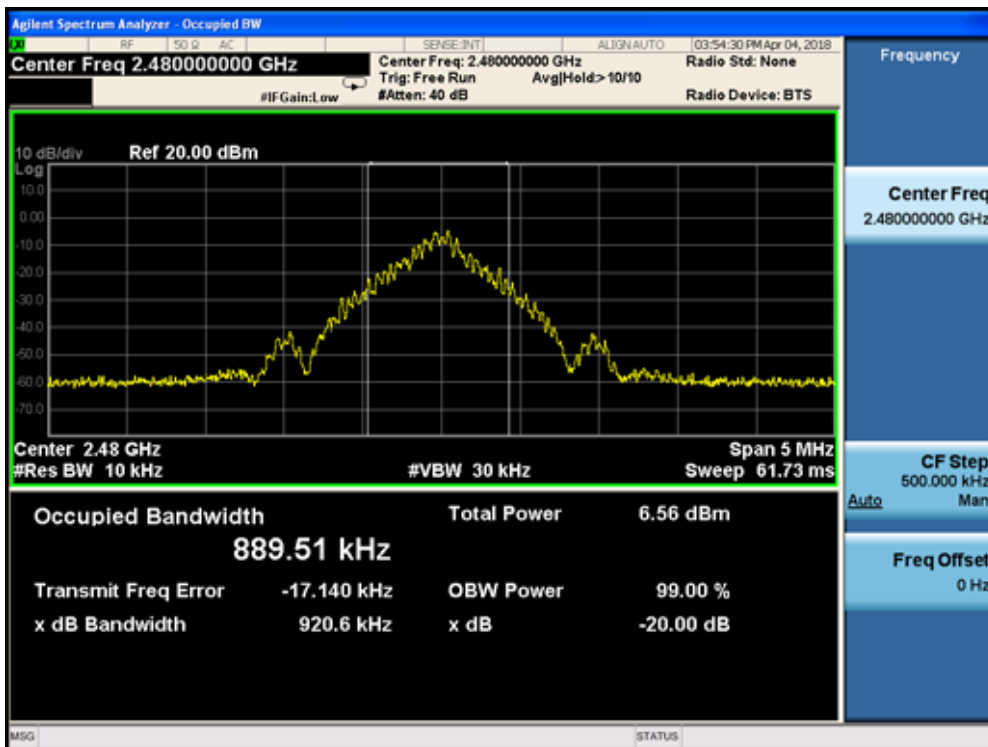 Agilent Spectrum Analyzer - Occupied BW
RF 50 Ω AC SENSE:INT ALIGN AUTO 03:54:30 PM Apr 04, 2018
Center Freq 2.480000000 GHz
Center Freq: 2.480000000 GHz Radio Std: None
Trig: Free Run Avg|Hold:> 10/10
#IFGain:Low #Atten: 40 dB Radio Device: BTS
10 dB/div Ref 20.00 dBm
Log
10.0
0.00
-10.0
-20.0
-30.0
-40.0
-50.0
-60.0
-70.0
Center 2.48 GHz Span 5 MHz
#Res BW 10 kHz #VBW 30 kHz Sweep 61.73 ms
Occupied Bandwidth Total Power 6.56 dBm
889.51 kHz
Transmit Freq Error -17.140 kHz OBW Power 99.00 %
x dB Bandwidth 920.6 kHz x dB -20.00 dB
MSG STATUS
Frequency
Center Freq
2.480000000 GHz
CF Step
500.000 kHz
Auto Man
Freq Offset
0 Hz